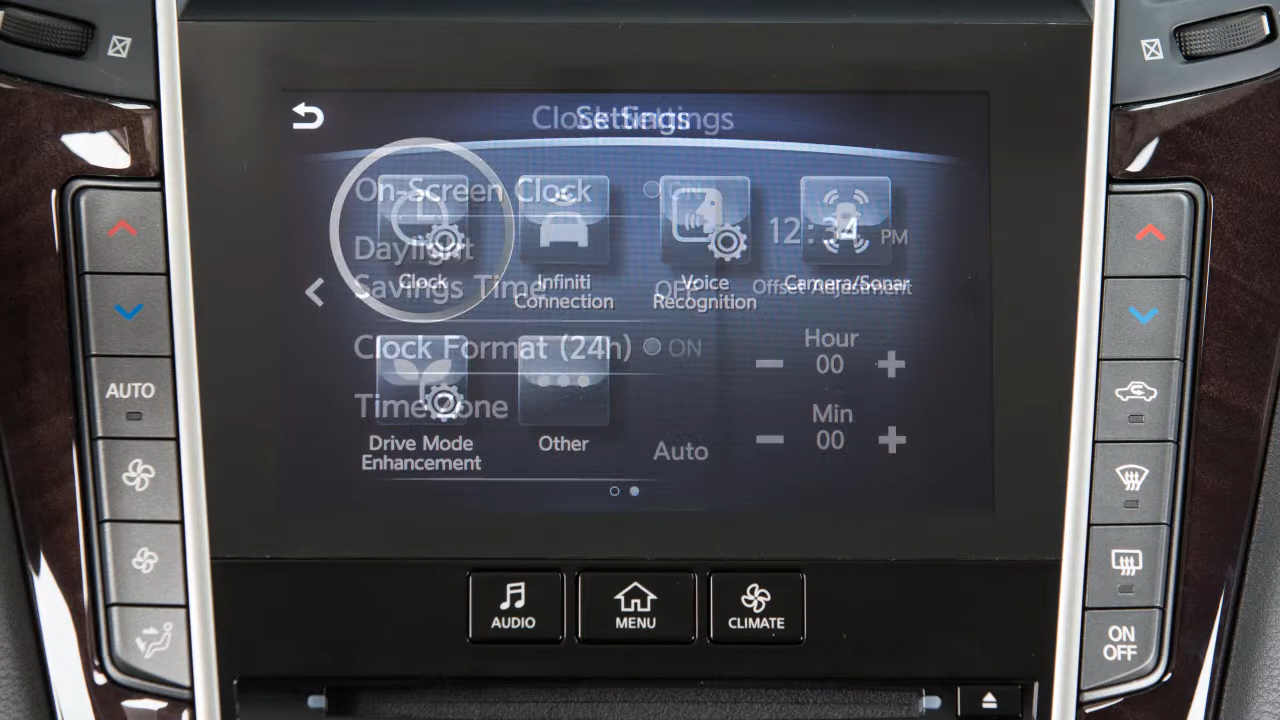 Settings
Clock Settings
On-Screen Clock
ON
12:34 PM
Daylight
Savings Time
OFF
Offset Adjustment
Clock
Infiniti
Connection
Voice
Recognition
Camera/Sonar
Clock Format (24h)
ON
Hour
00
Time Zone
Min
00
Auto
Drive Mode
Enhancement
Other
AUTO
AUDIO
MENU
CLIMATE
ON
OFF